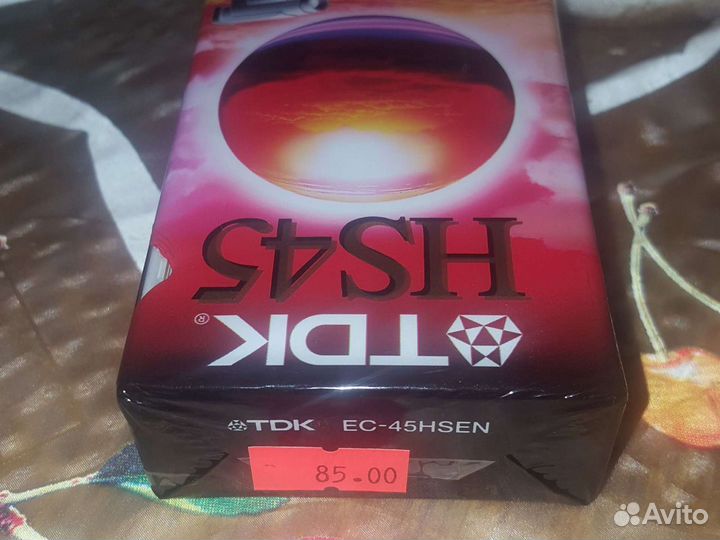 HS45
TDK®
TDK EC-45HSEN
85.00
Avito